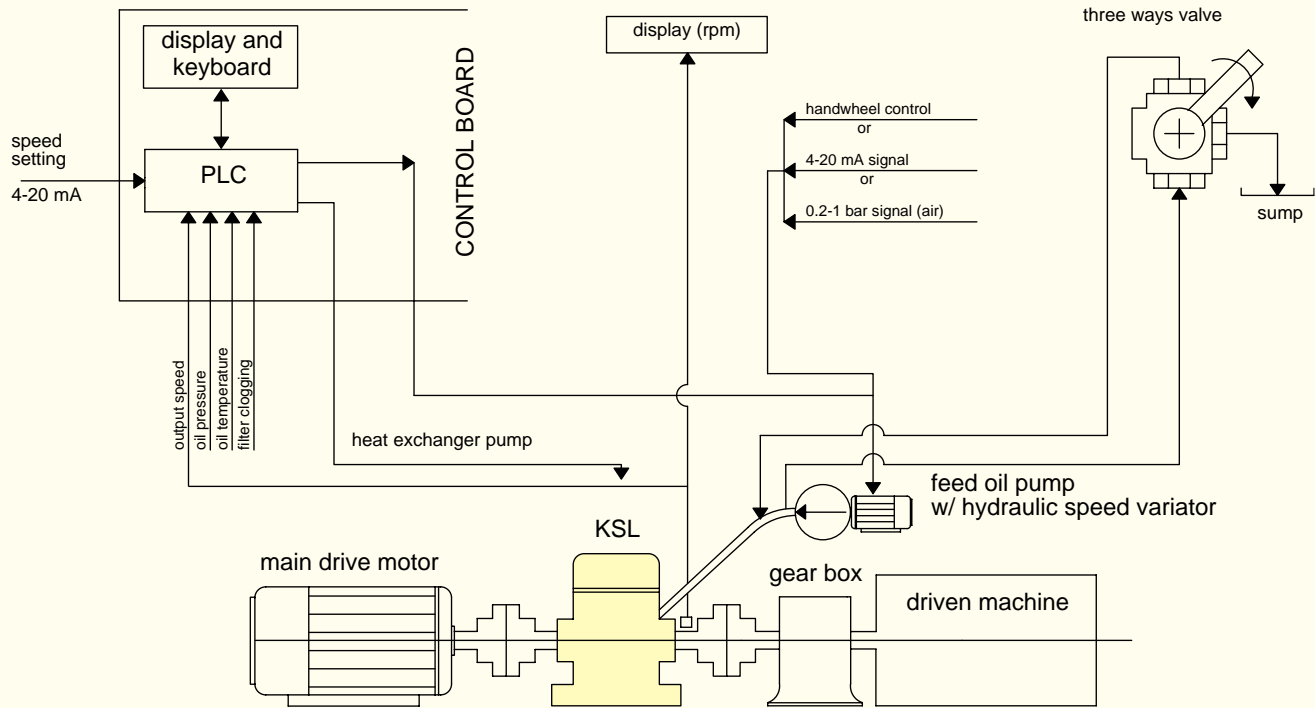 three ways valve
display (rpm)
display and
keyboard
CONTROL BOARD
handwheel control
or
4-20 mA signal
or
0.2-1 bar signal (air)
speed
setting
4-20 mA
PLC
sump
output speed
oil pressure
oil temperature
filter clogging
heat exchanger pump
feed oil pump
w/ hydraulic speed variator
KSL
main drive motor
gear box
driven machine